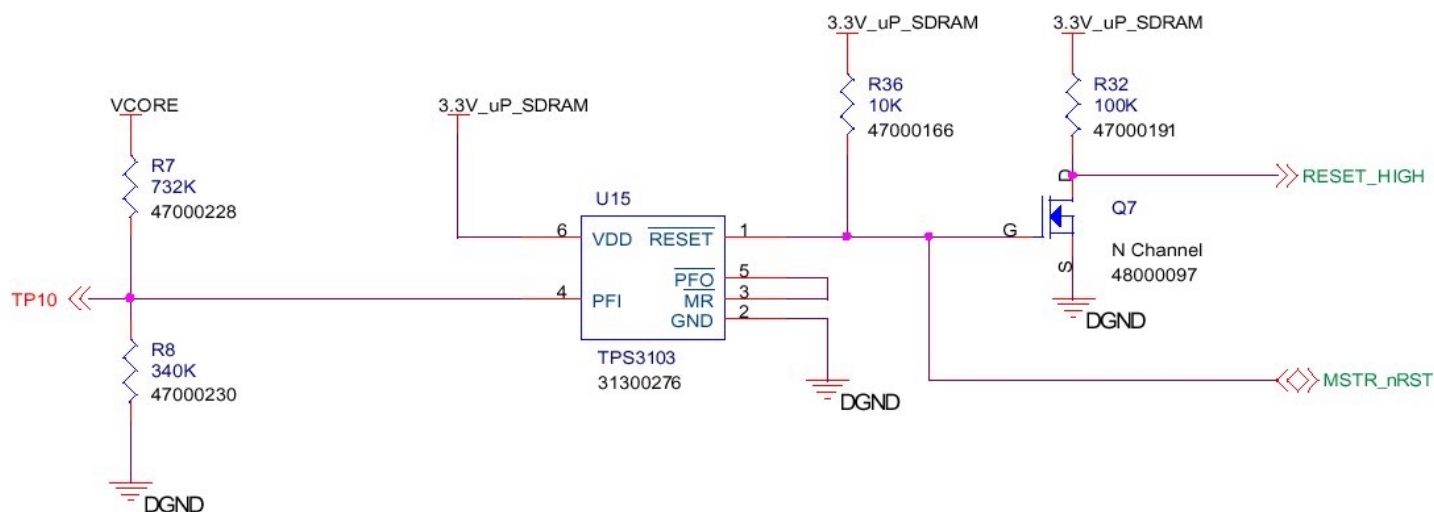 3.3V_uP_SDRAM
3.3V_uP_SDRAM
R36
10K
47000166
R32
100K
47000191
VCORE
3.3V_uP_SDRAM
R7
732K
47000228
D
RESET_HIGH
U15
Q7
6
VDD
RESET
1
G
N Channel
48000097
S
TP10
4
PFI
PFO
5
MR
3
GND
2
DGND
R8
340K
47000230
TPS3103
31300276
DGND
MSTR_nRST
DGND